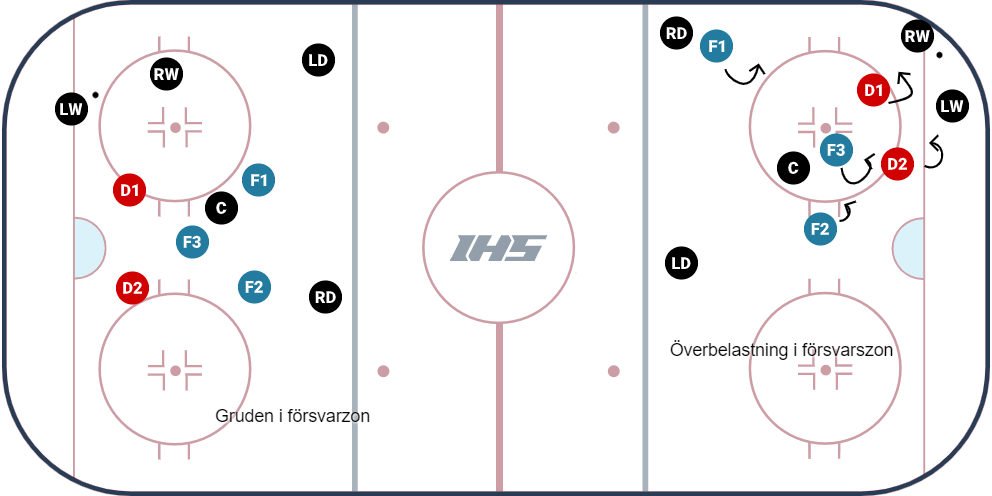 RD
F1
RW
LD
RW
D1
LW
LW
F3
C
D2
F1
D1
C
F2
F3
IHS
LD
D2
F2
RD
Överbelastning i försvarszon
Gruden i försvarzon